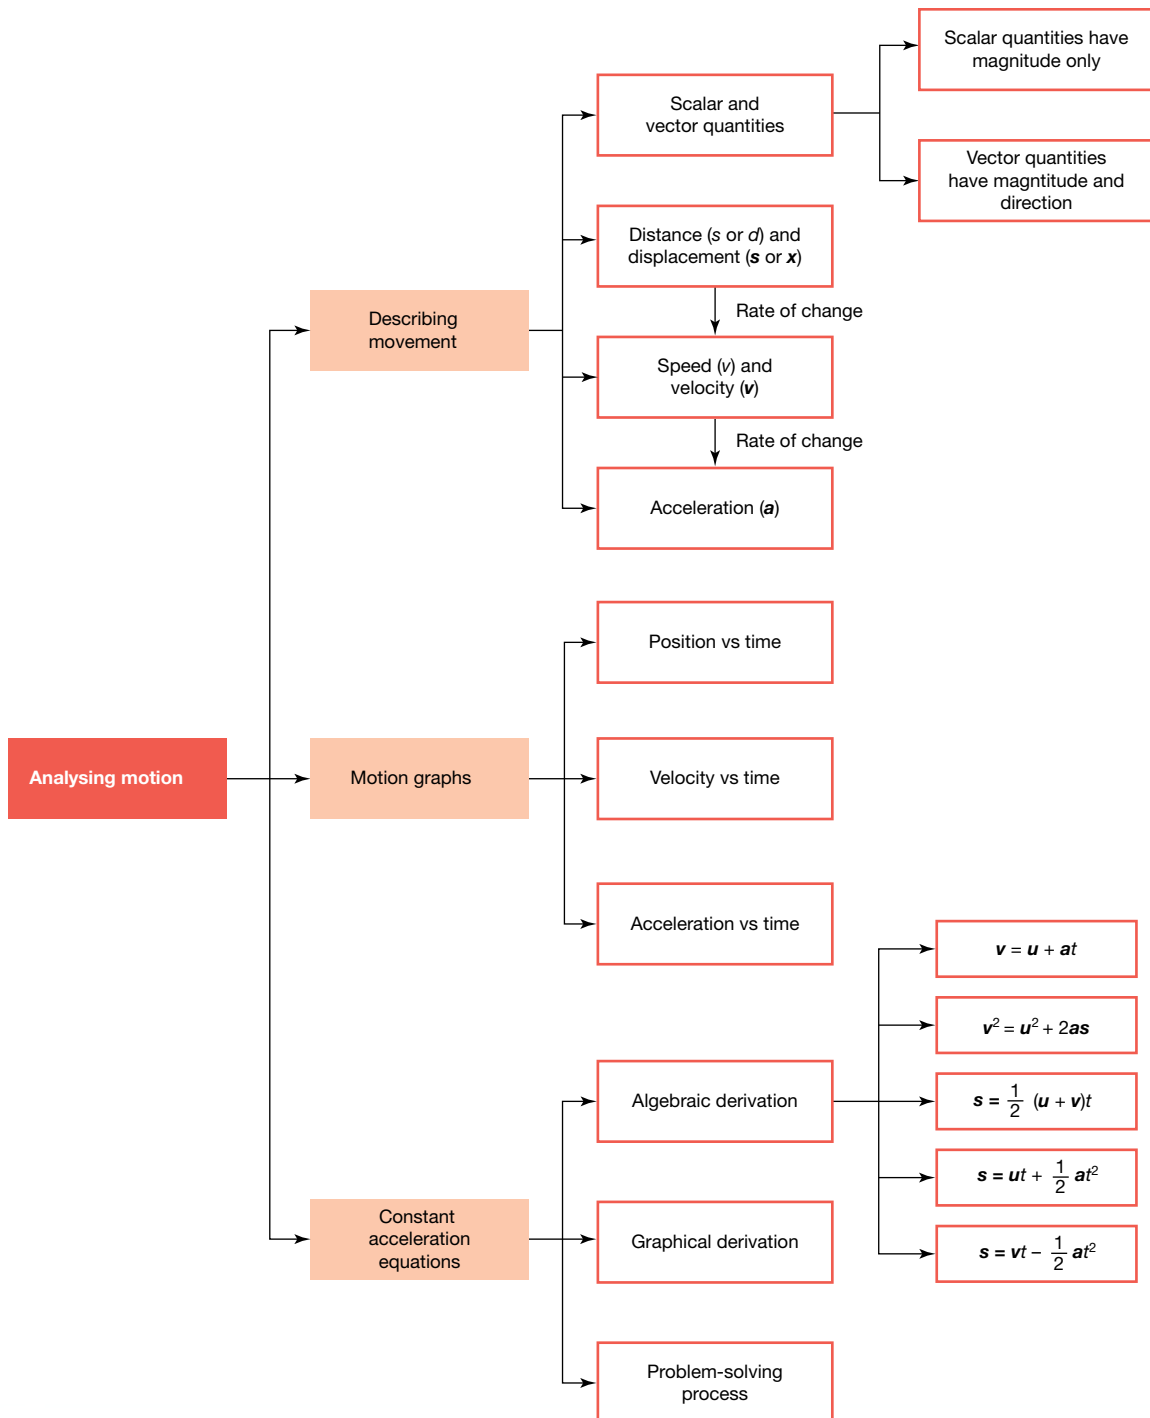 Scalar quantities have
magnitude only
Scalar and
vector quantities
Vector quantities
have magntitude and
direction
Distance (s or d) and
displacement (s or x)
Rate of change
Describing
movement
Speed (v) and
velocity (v)
Rate of change
Acceleration (a)
Position vs time
Analysing motion
Motion graphs
Velocity vs time
Acceleration vs time
v = u + at
v² = u² + 2as
Algebraic derivation
s = 1/2 (u + v)t
s = ut + 1/2 at²
Constant
acceleration
equations
Graphical derivation
s = vt − 1/2 at²
Problem-solving
process